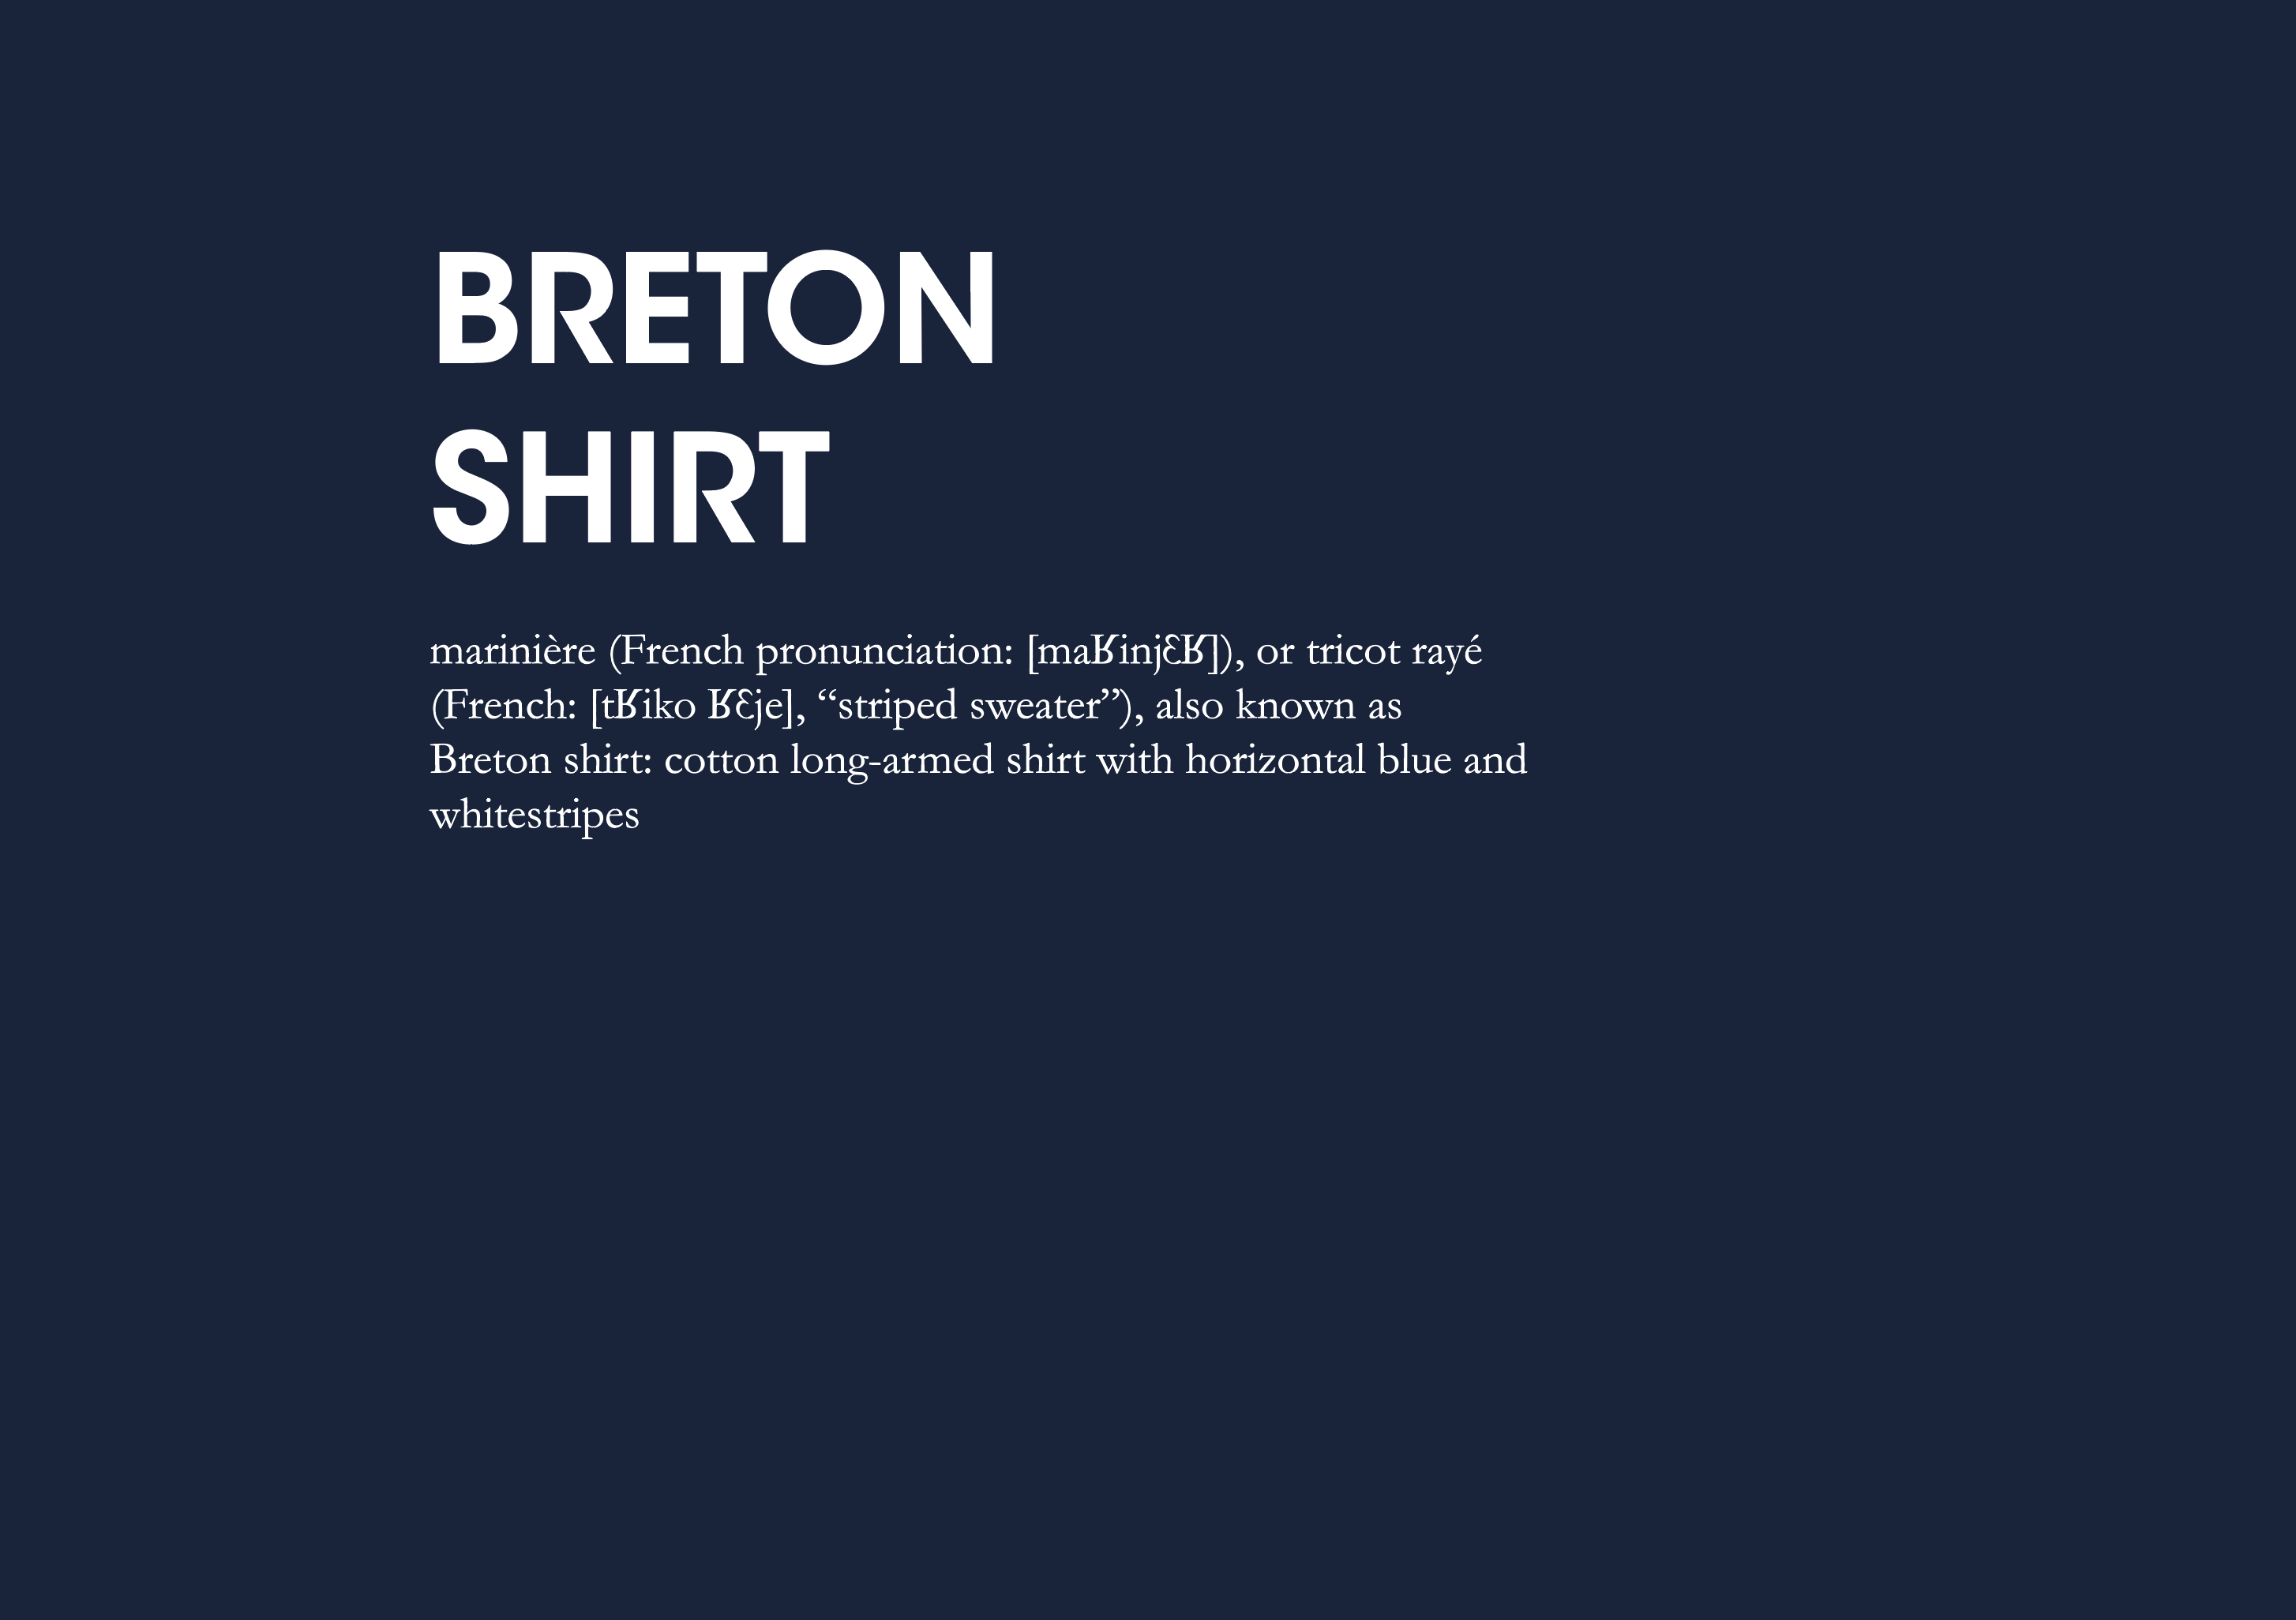 BRETON
SHIRT
marinière (French pronunciation: [maʁinjɛʁ]), or tricot rayé
(French: [tʁiko ʁɛje], “striped sweater”), also known as
Breton shirt: cotton long-armed shirt with horizontal blue and
whitestripes